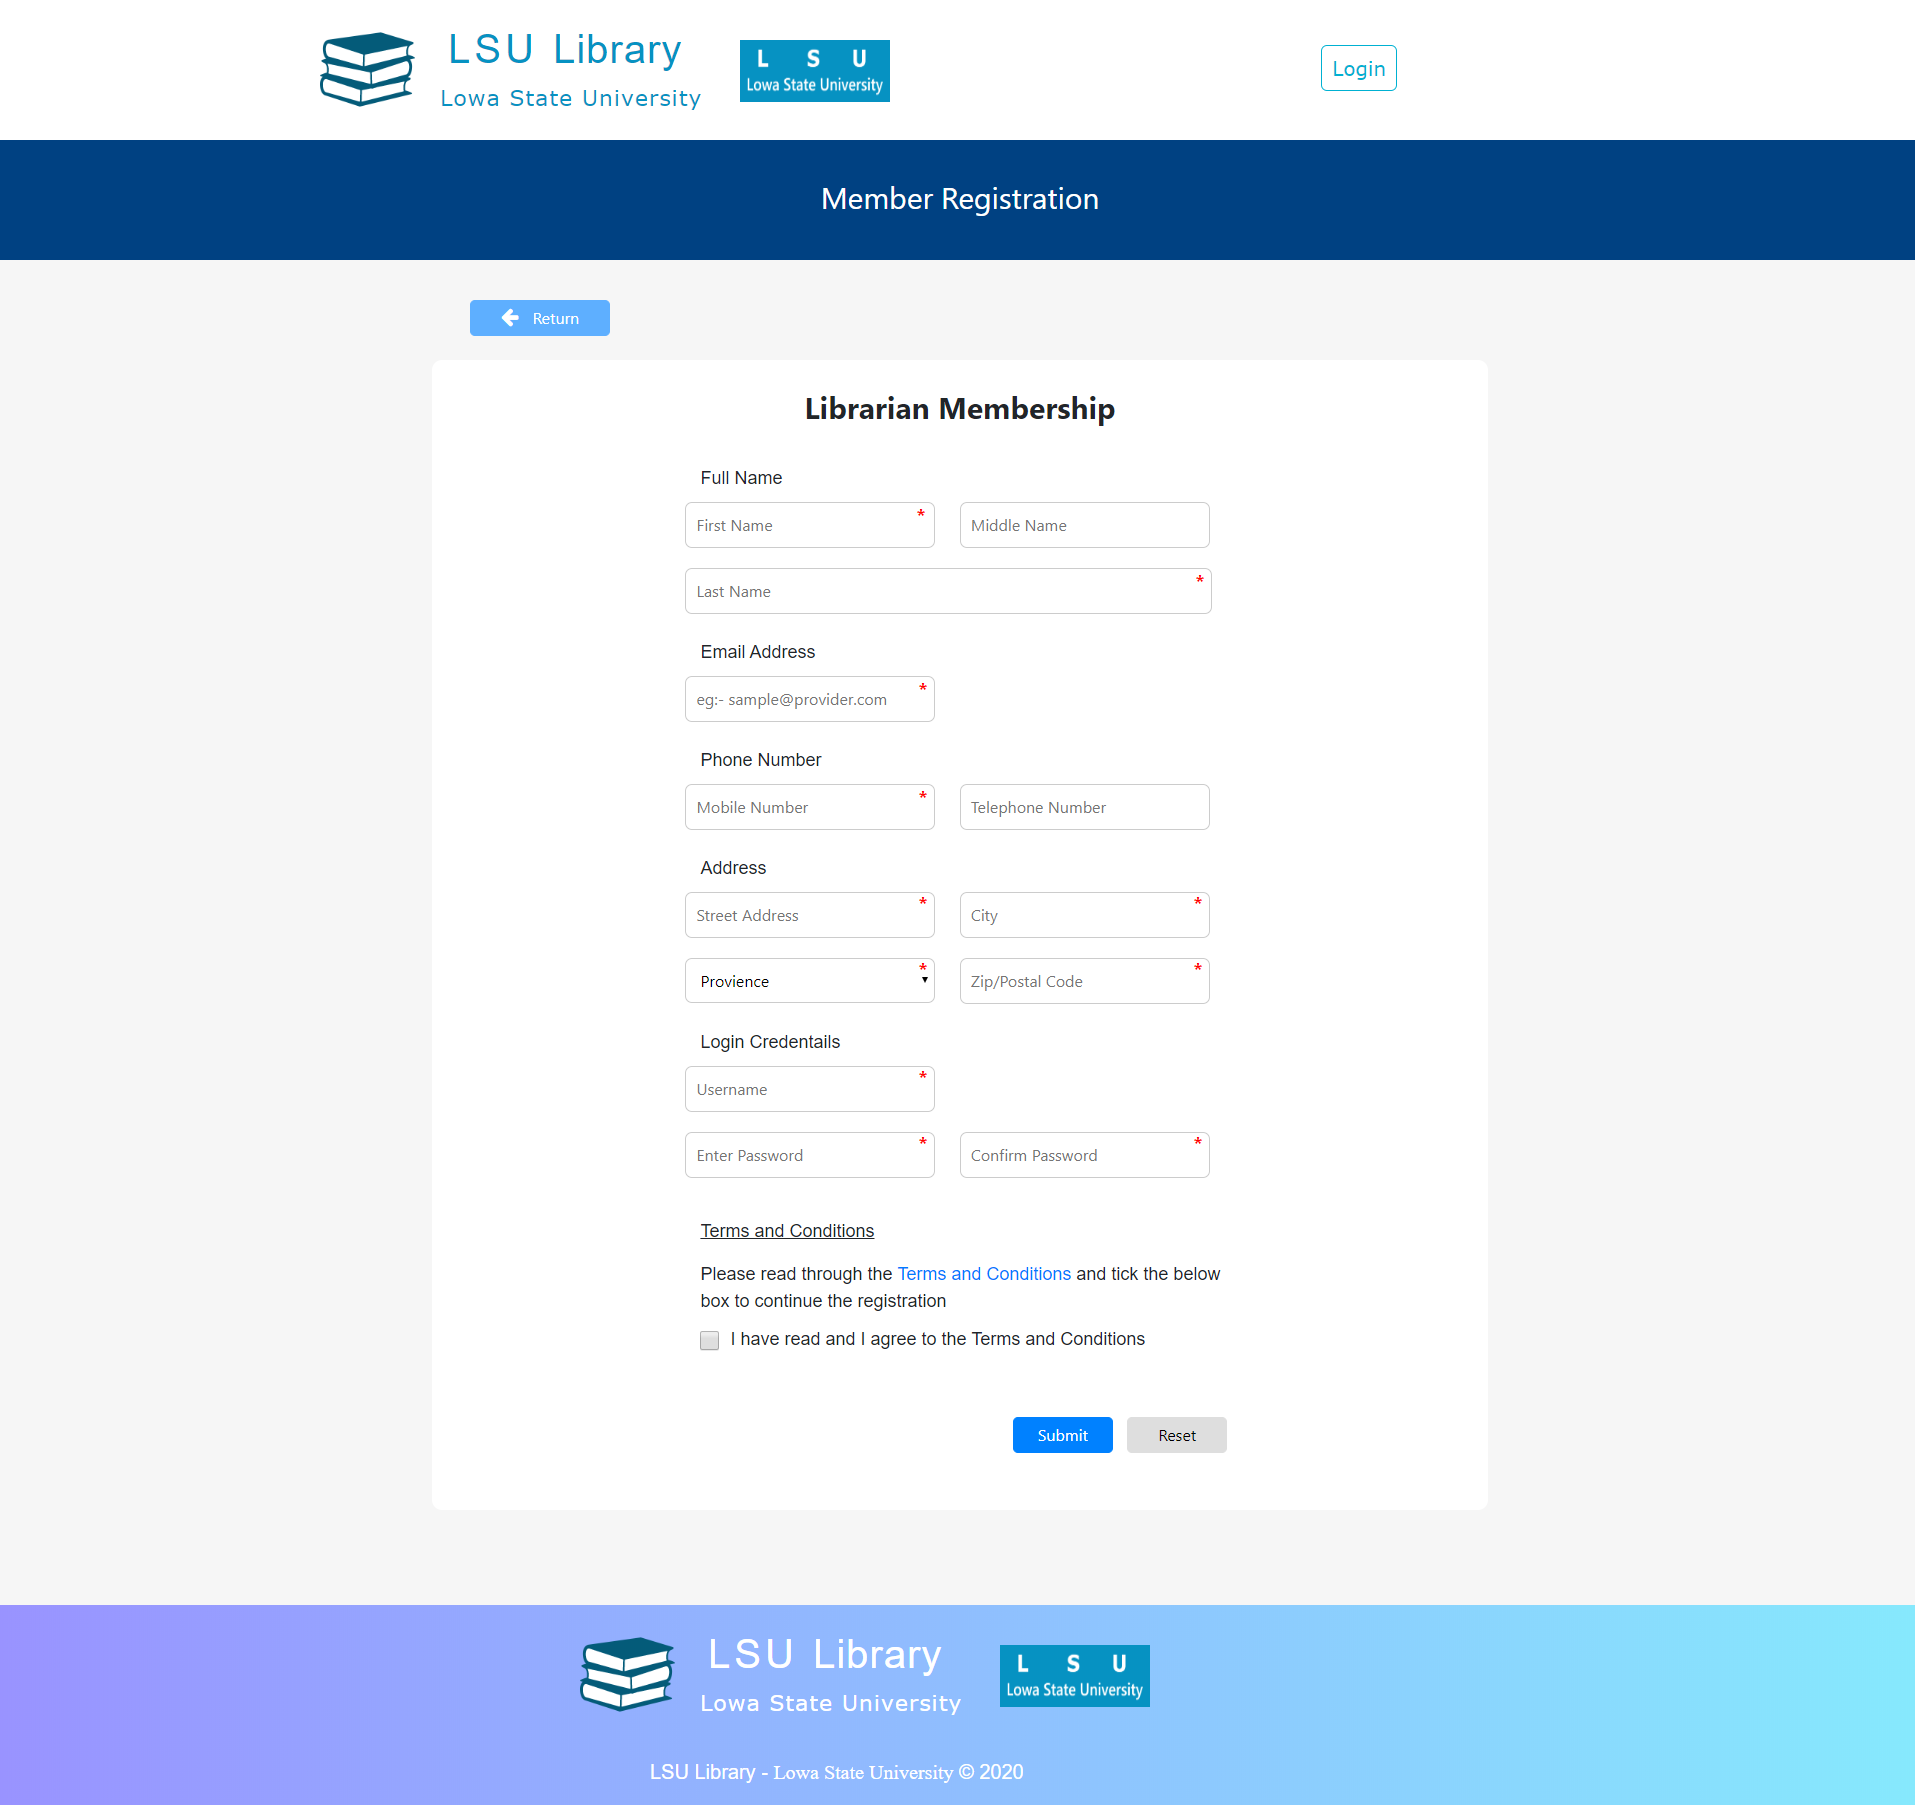 LSU Library
Lowa State University
L S U
Lowa State University
Login
Member Registration
Return
Librarian Membership
Full Name
First Name *
Middle Name
Last Name *
Email Address
eg:- sample@provider.com *
Phone Number
Mobile Number *
Telephone Number
Address
Street Address *
City *
Provience *
Zip/Postal Code *
Login Credentails
Username *
Enter Password *
Confirm Password *
Terms and Conditions
Please read through the Terms and Conditions and tick the below
box to continue the registration
I have read and I agree to the Terms and Conditions
Submit
Reset
LSU Library
Lowa State University
L S U
Lowa State University
LSU Library - Lowa State University © 2020